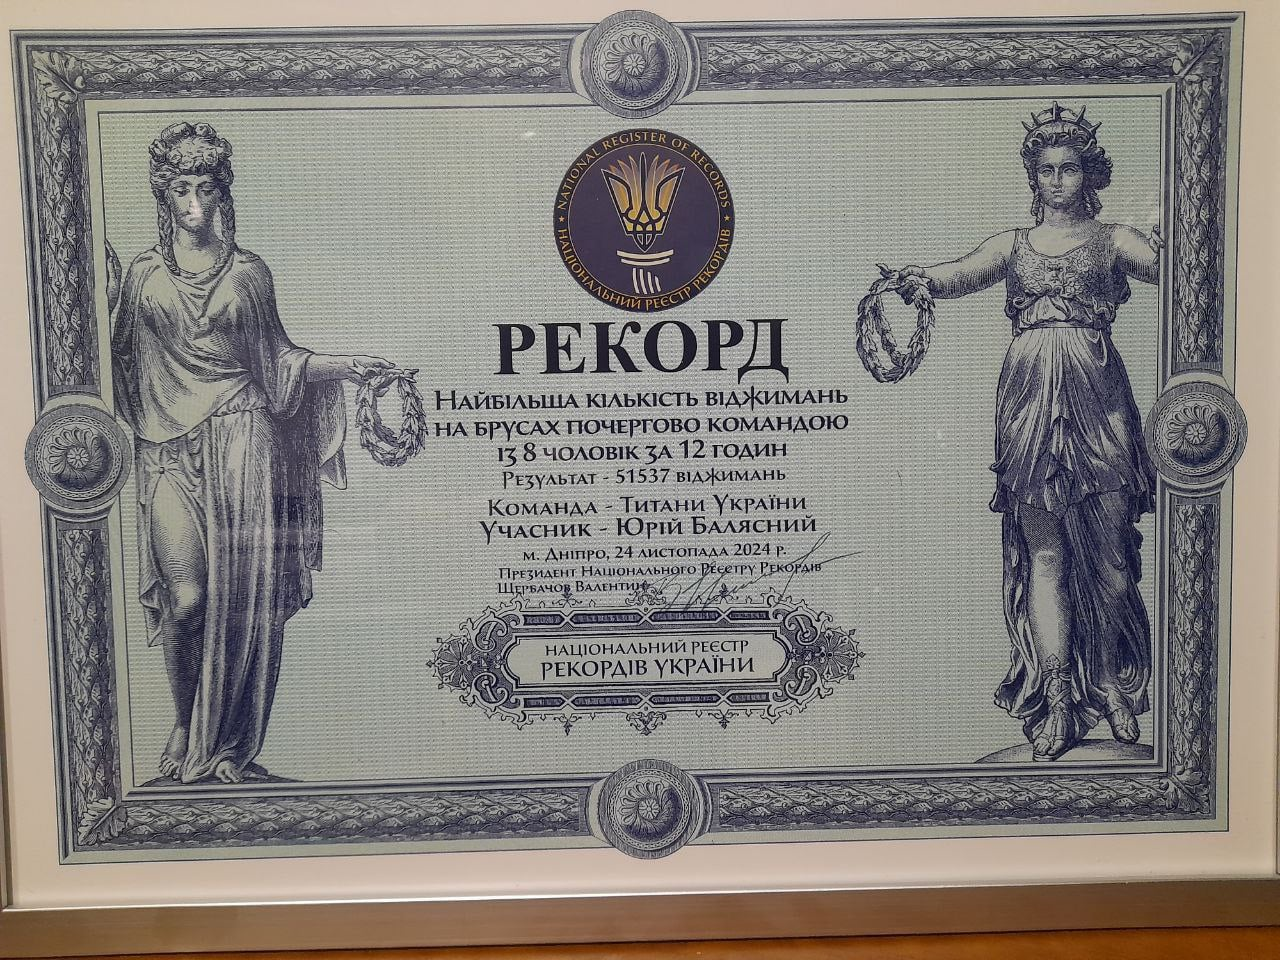 NATIONAL REGISTER OF RECORDS
НАЦІОНАЛЬНИЙ РЕЄСТР РЕКОРДІВ
РЕКОРД
НАЙБІЛЬША КІЛЬКІСТЬ ВІДЖИМАНЬ
НА БРУСАХ ПОЧЕРГОВО КОМАНДОЮ
ІЗ 8 ЧОЛОВІК ЗА 12 ГОДИН
РЕЗУЛЬТАТ - 51537 ВІДЖИМАНЬ
КОМАНДА - ТИТАНИ УКРАЇНИ
УЧАСНИК - ЮРІЙ БАЛЯСНИЙ
м. ДНІПРО, 24 ЛИСТОПАДА 2024 р.
ПРЕЗИДЕНТ НАЦІОНАЛЬНОГО РЕЄСТРУ РЕКОРДІВ
ЩЕРБАЧОВ ВАЛЕНТИН
НАЦІОНАЛЬНИЙ РЕЄСТР
РЕКОРДІВ УКРАЇНИ